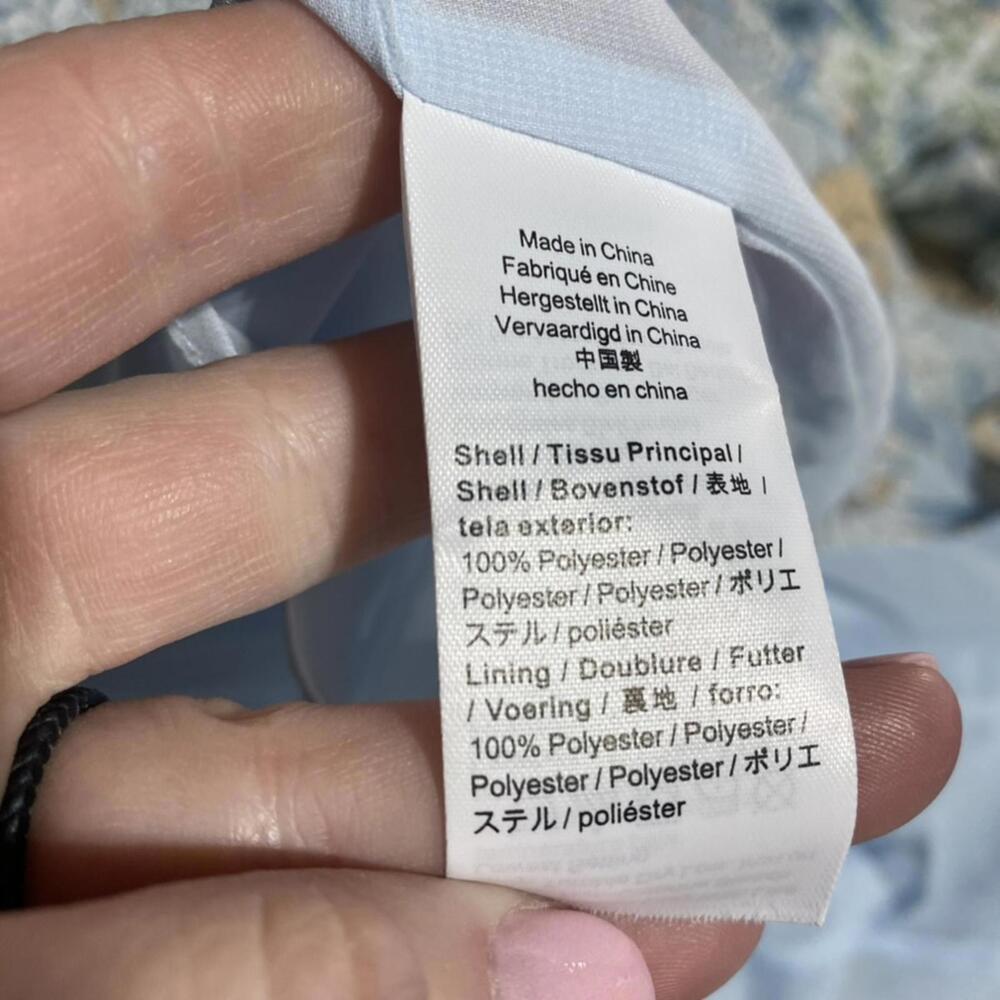 Made in China
Fabriqué en Chine
Hergestellt in China
Vervaardigd in China
中国製
hecho en china
Shell / Tissu Principal /
Shell / Bovenstof / 表地 /
tela exterior:
100% Polyester / Polyester /
Polyester / Polyester / ポリエ
ステル / poliéster
Lining / Doublure / Futter
/ Voering / 裏地 / forro:
100% Polyester / Polyester /
Polyester / Polyester / ポリエ
ステル / poliéster